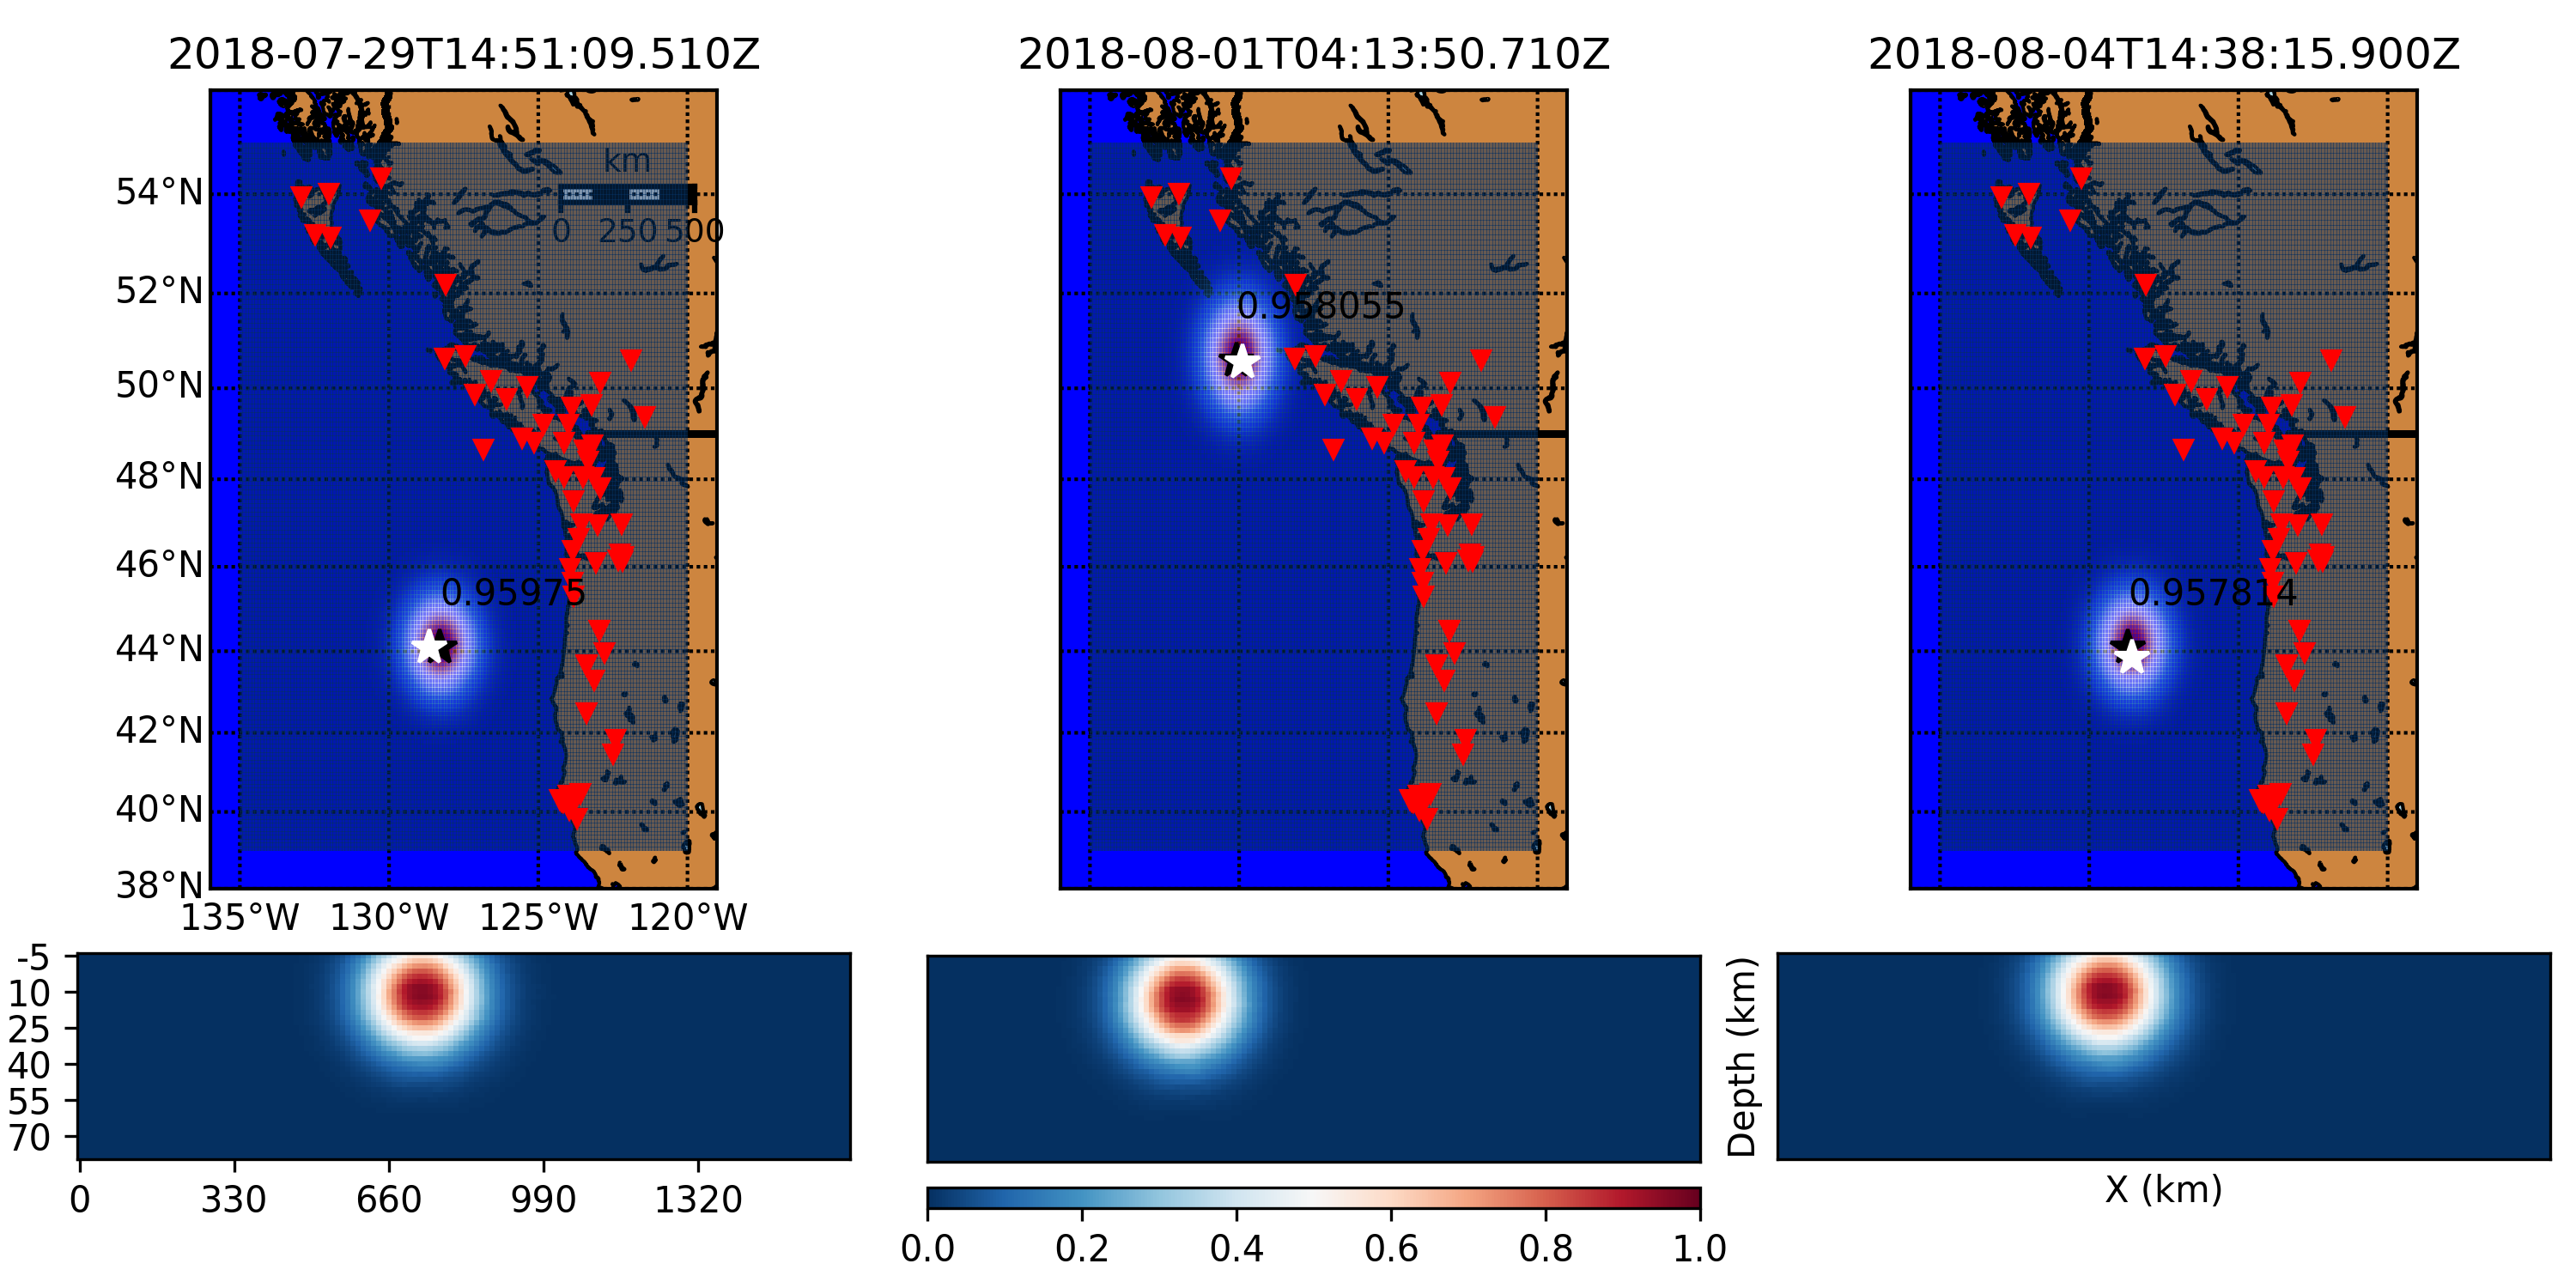 2018-07-29T14:51:09.510Z
2018-08-01T04:13:50.710Z
2018-08-04T14:38:15.900Z
km
0 250 500
54°N
52°N
50°N
48°N
46°N
44°N
42°N
40°N
38°N
135°W 130°W 125°W 120°W
0.95975
0.958055
0.957814
-5
10
25
40
55
70
0 330 660 990 1320
0.0 0.2 0.4 0.6 0.8 1.0
Depth (km)
X (km)